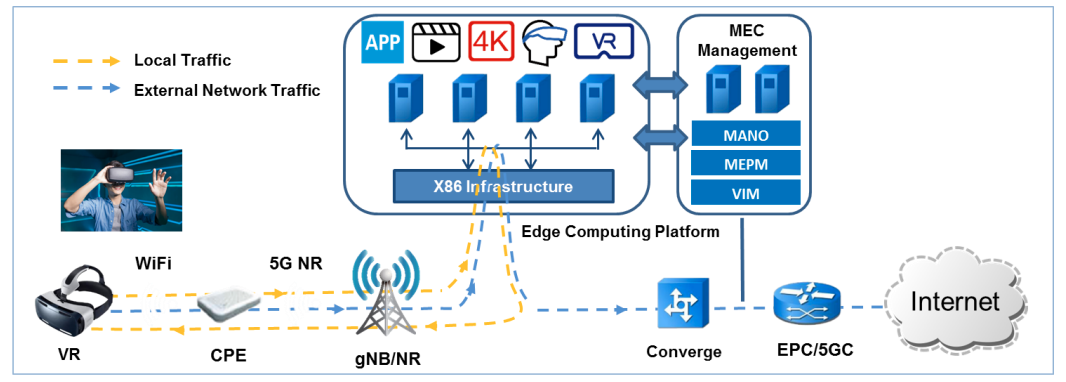 APP
4K
VR
MEC
Management
Local Traffic
External Network Traffic
MANO
MEPM
VIM
X86 Infrastructure
Edge Computing Platform
WiFi
5G NR
Internet
VR
CPE
gNB/NR
Converge
EPC/5GC